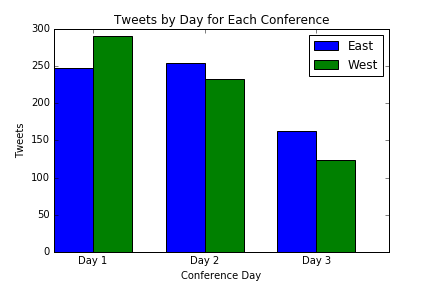 Tweets by Day for Each Conference
East
West
300
250
200
150
100
50
0
Tweets
Day 1 Day 2 Day 3
Conference Day